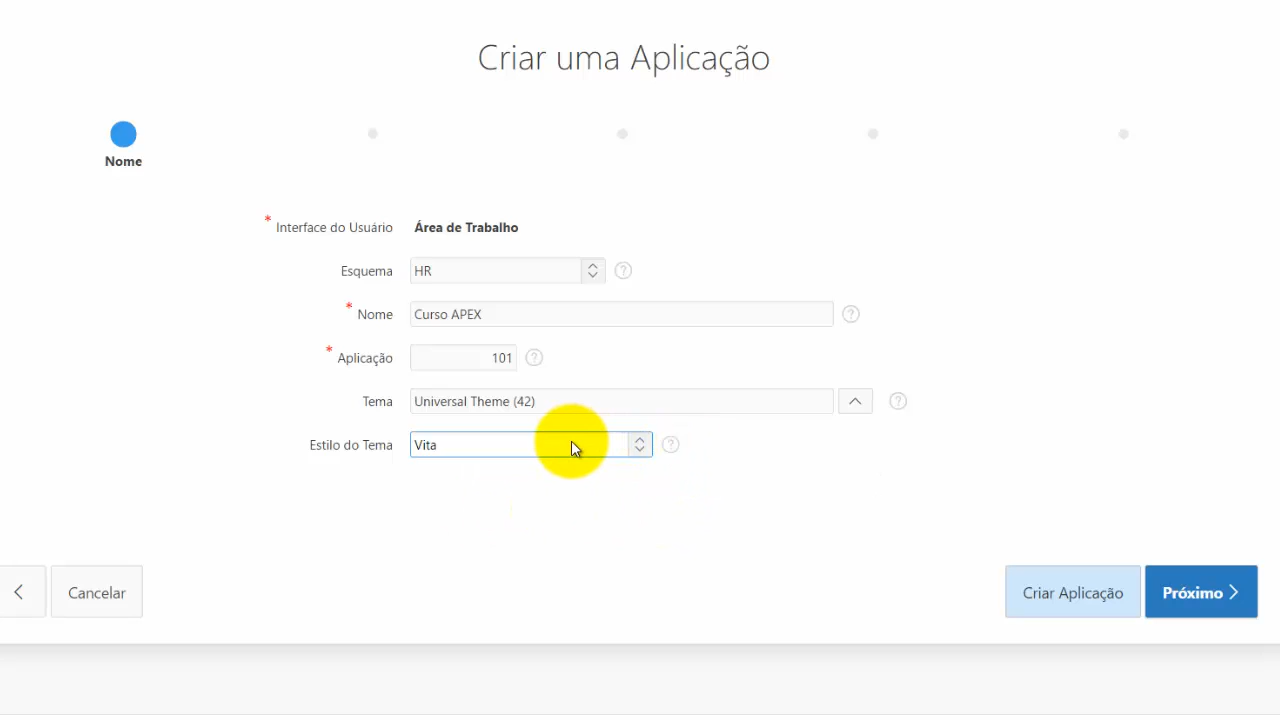 Criar uma Aplicação
Nome
* Interface do Usuário Área de Trabalho
Esquema HR ?
* Nome Curso APEX ?
* Aplicação 101 ?
Tema Universal Theme (42) ?
Estilo do Tema Vita ?
Cancelar Criar Aplicação Próximo